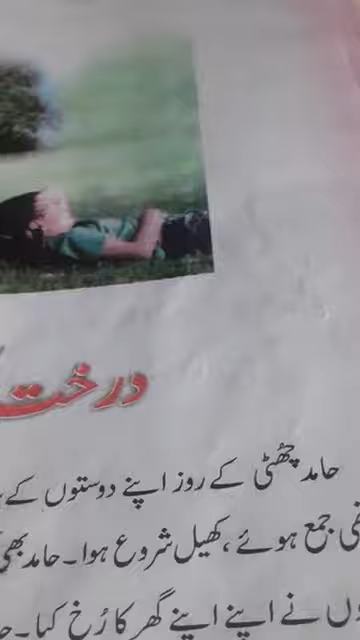 درخت
حامد چھٹی کے روز اپنے دوستوں کے
جمع ہوئے، کھیل شروع ہوا۔ حامد بھی
نے اپنے اپنے گھر کا رُخ کیا۔